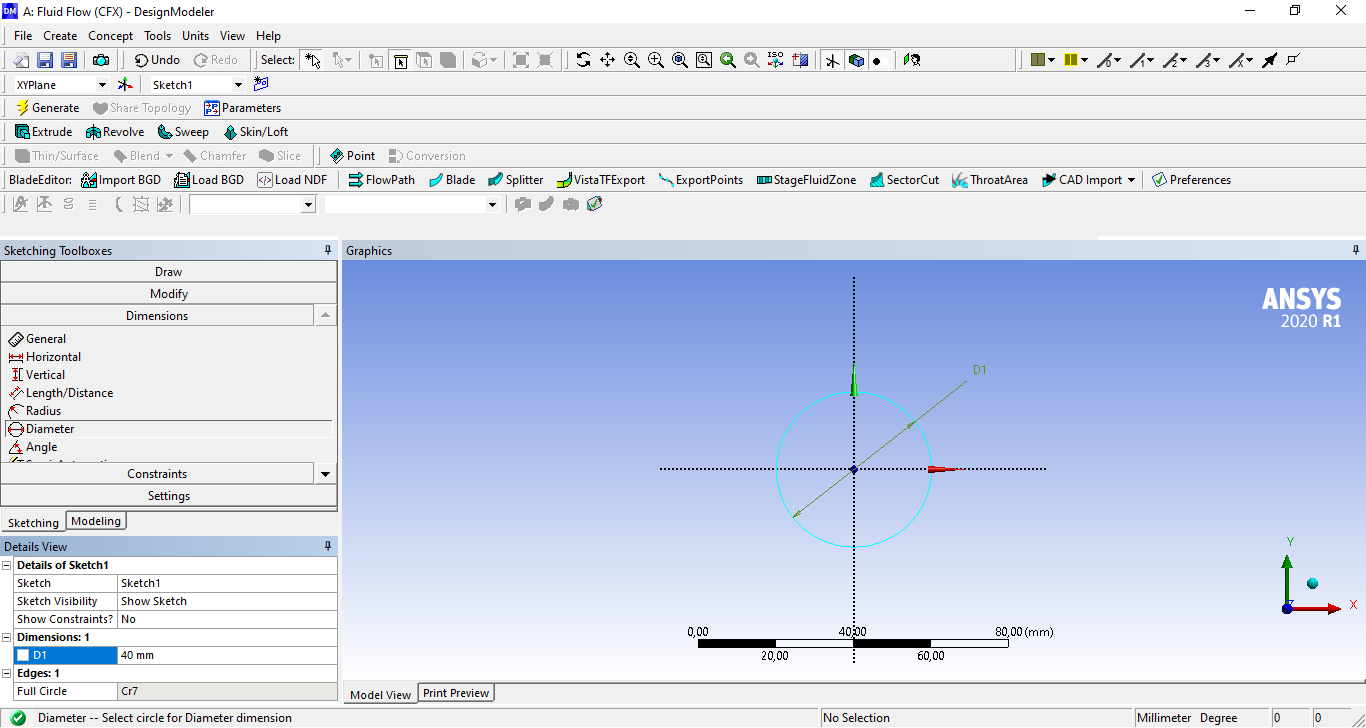 DM A: Fluid Flow (CFX) - DesignModeler
File Create Concept Tools Units View Help
Undo Redo Select: ISO
XYPlane Sketch1
Generate Share Topology Parameters
Extrude Revolve Sweep Skin/Loft
Thin/Surface Blend Chamfer Slice Point Conversion
BladeEditor: Import BGD Load BGD Load NDF FlowPath Blade Splitter VistaTFExport ExportPoints StageFluidZone SectorCut ThroatArea CAD Import Preferences
Sketching Toolboxes
Draw
Modify
Dimensions
General
Horizontal
Vertical
Length/Distance
Radius
Diameter
Angle
Constraints
Settings
Sketching Modeling
Details View
Details of Sketch1
Sketch Sketch1
Sketch Visibility Show Sketch
Show Constraints? No
Dimensions: 1
D1 40 mm
Edges: 1
Full Circle Cr7
Graphics
ANSYS
2020 R1
D1
Y
X
0,00 40,00 80,00 (mm)
20,00 60,00
Model View Print Preview
Diameter -- Select circle for Diameter dimension No Selection Millimeter Degree 0 0